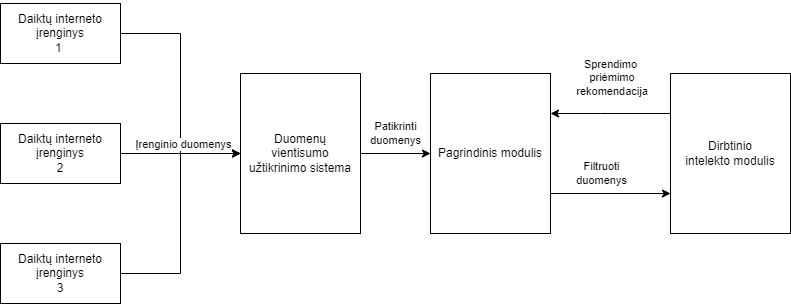 Daiktų interneto
įrenginys
1
Daiktų interneto
įrenginys
2
Daiktų interneto
įrenginys
3
Įrenginio duomenys
Duomenų
vientisumo
užtikrinimo sistema
Patikrinti
duomenys
Pagrindinis modulis
Sprendimo
priėmimo
rekomendacija
Filtruoti
duomenys
Dirbtinio
intelekto modulis